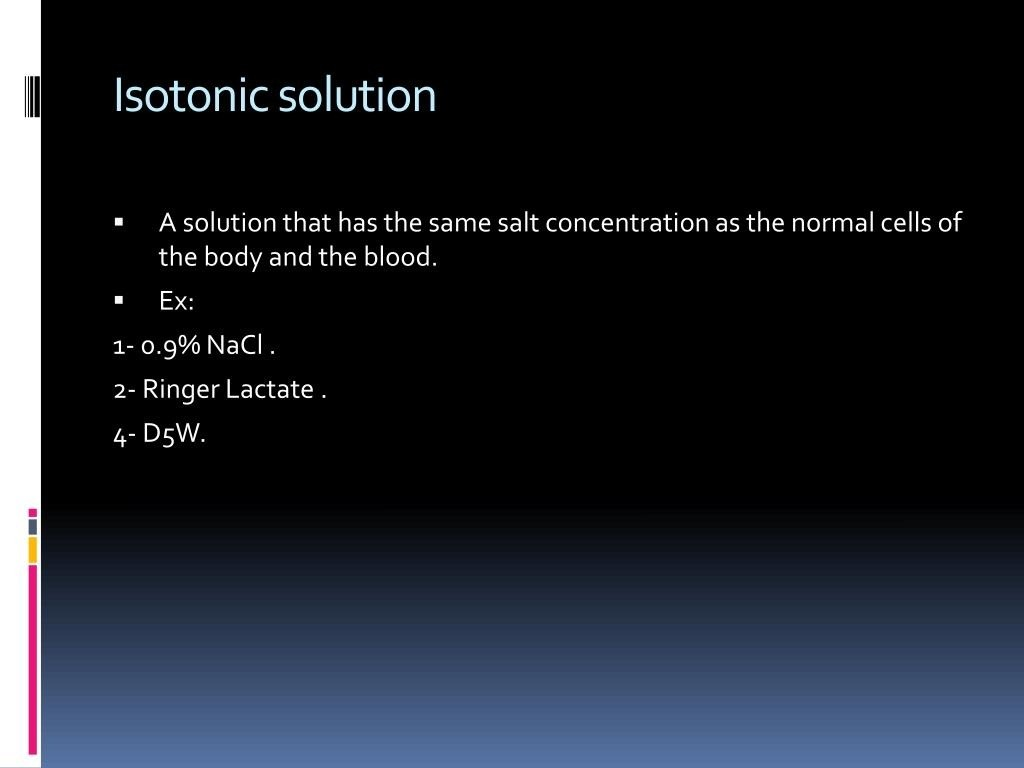 Isotonic solution
▪ A solution that has the same salt concentration as the normal cells of
the body and the blood.
▪ Ex:
1- 0.9% NaCl .
2- Ringer Lactate .
4- D5W.